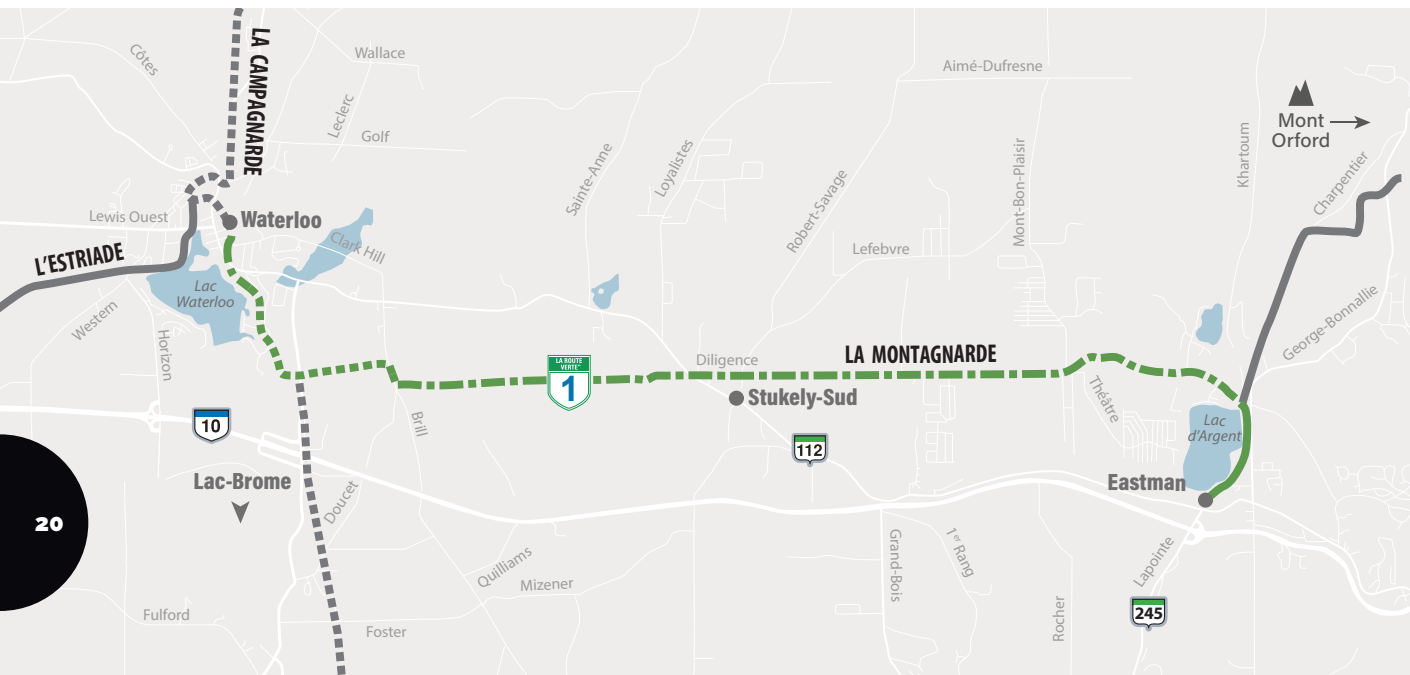 LA CAMPAGNARDE
Côtes
Wallace
Leclerc
Golf
Aimé-Dufresne
Mont
Orford
Khartoum
Charpentier
Sainte-Anne
Loyalistes
Robert-Savage
Mont-Bon-Plaisir
Lefebvre
Lewis Ouest
Waterloo
Clark Hill
L'ESTRIADE
Lac
Waterloo
Western
Horizon
George-Bonnallie
LA ROUTE
VERTE
1
Diligence
LA MONTAGNARDE
Stukely-Sud
Théâtre
Lac
d'Argent
Brill
10
112
Lac-Brome
Eastman
Doucet
20
Quilliams
Mizener
Grand-Bois
1er Rang
Lapointe
Rocher
245
Fulford
Foster